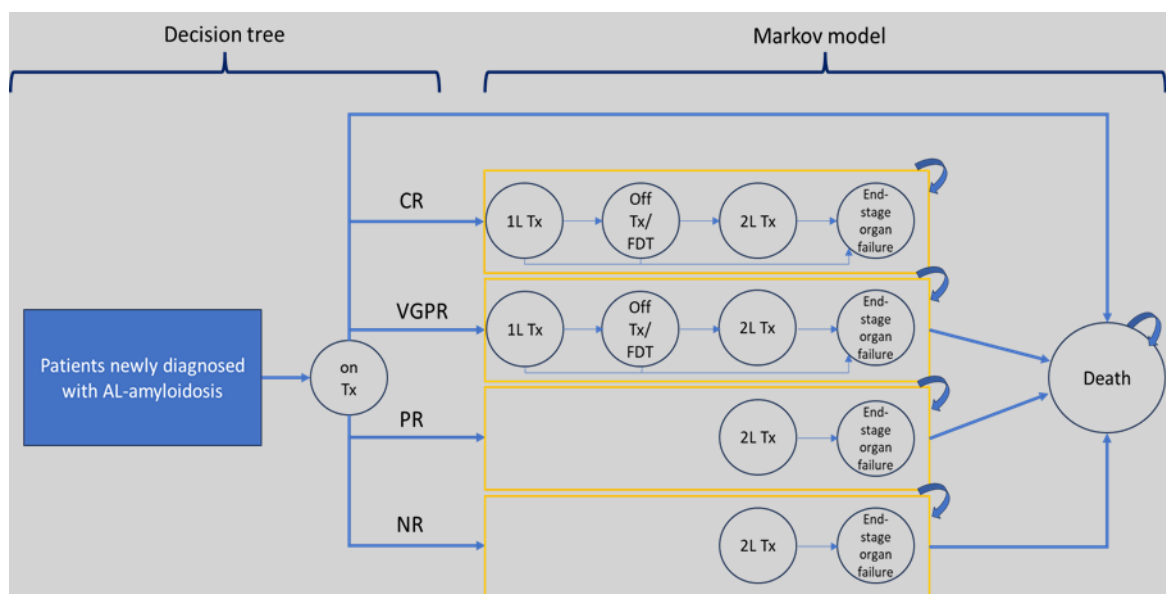 Decision tree
Markov model
CR
1L Tx
Off
Tx/
FDT
2L Tx
End-
stage
organ
failure
VGPR
1L Tx
Off
Tx/
FDT
2L Tx
End-
stage
organ
failure
Patients newly diagnosed
with AL-amyloidosis
on
Tx
Death
PR
2L Tx
End-
stage
organ
failure
NR
2L Tx
End-
stage
organ
failure